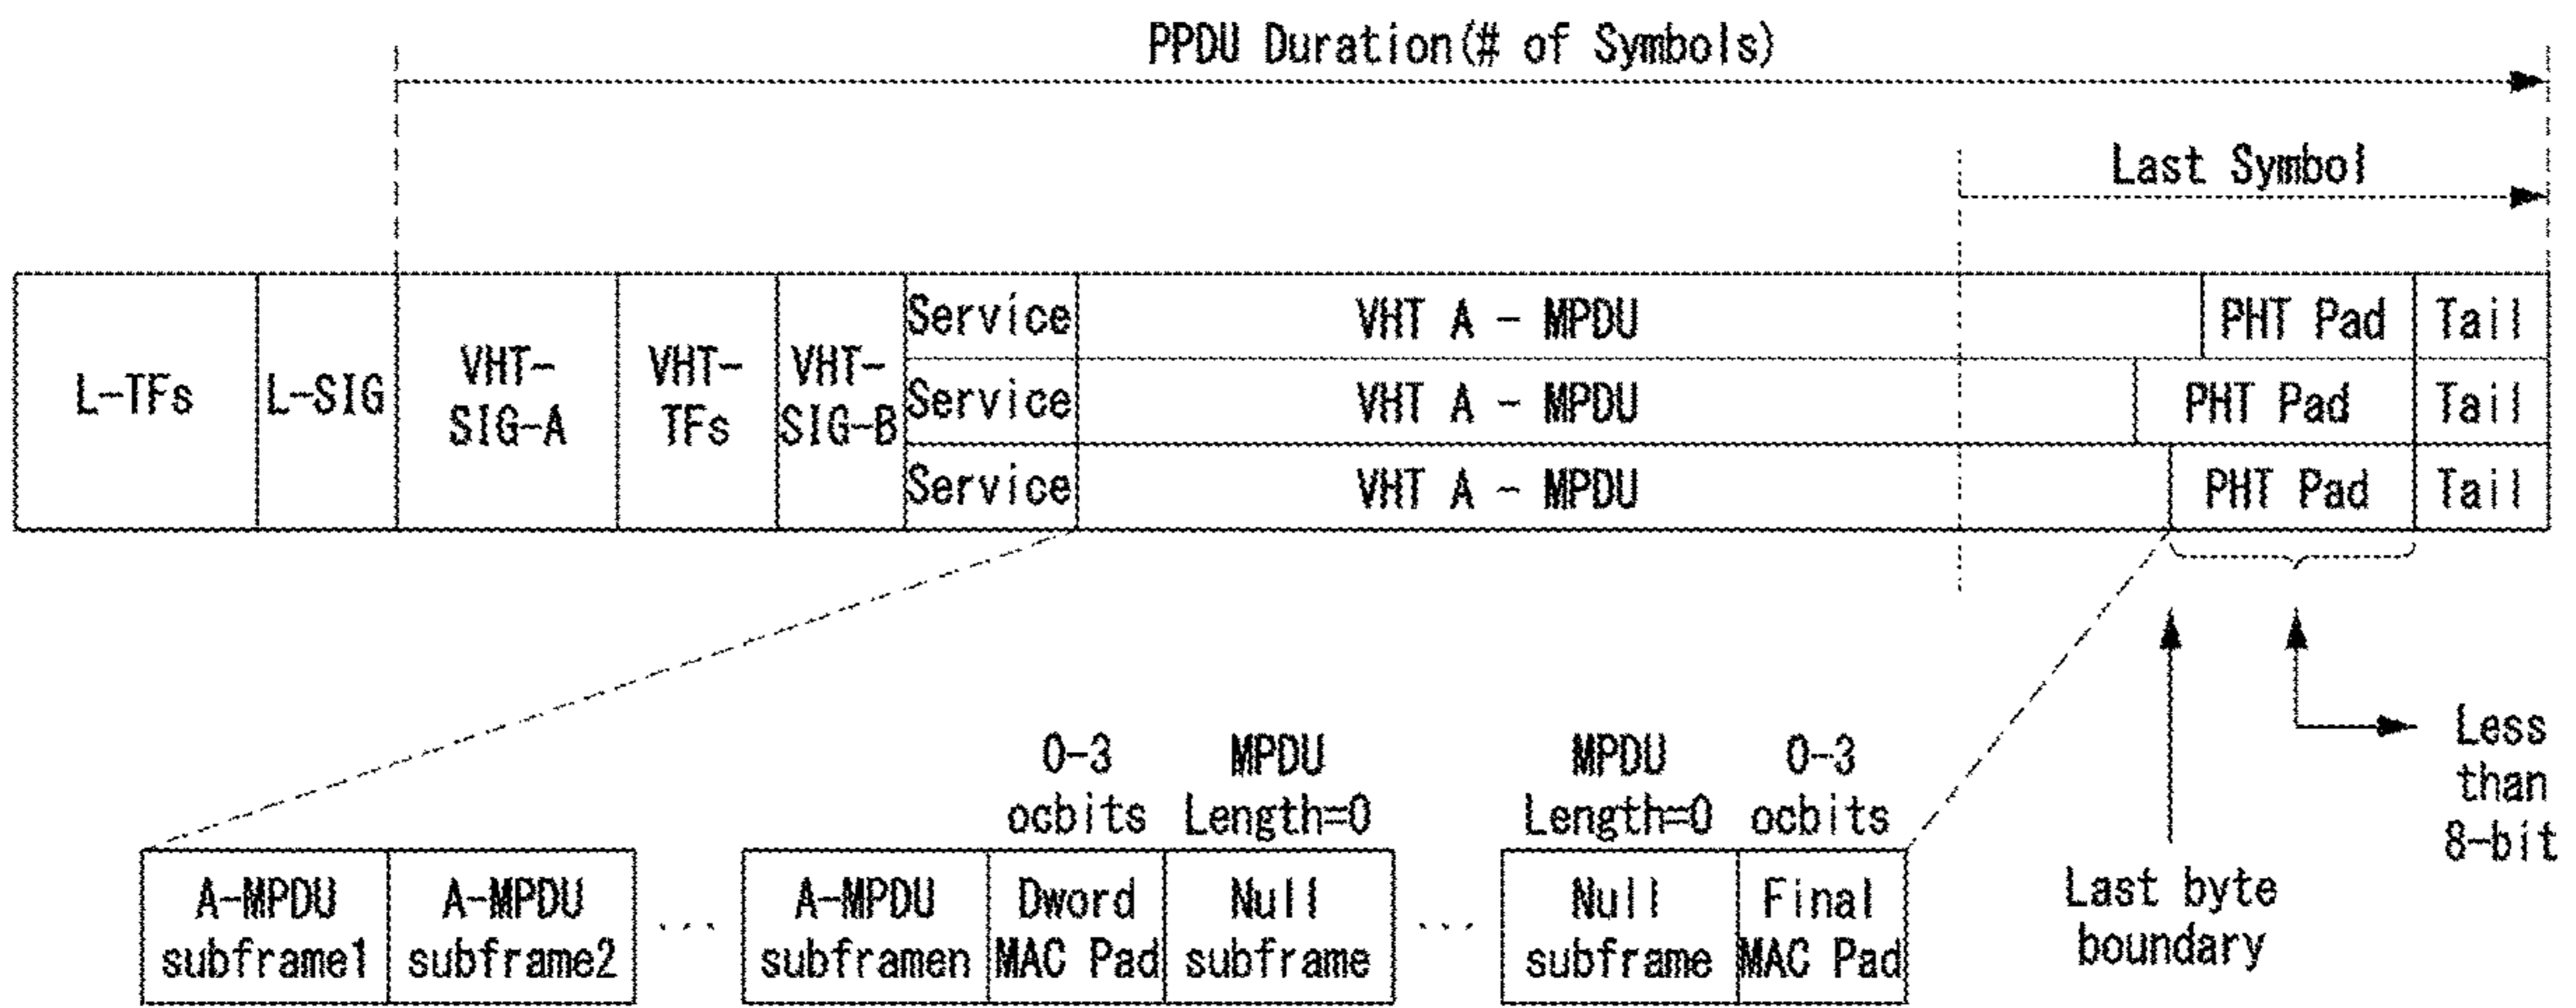 PPDU Duration(# of Symbols)
Last Symbol
L-TFs
L-SIG
VHT-
SIG-A
VHT-
TFs
VHT-
SIG-B
Service
VHT A - MPDU
PHT Pad
Tail
Service
VHT A - MPDU
PHT Pad
Tail
Service
VHT A - MPDU
PHT Pad
Tail
0-3
ocbits
MPDU
Length=0
MPDU
Length=0
0-3
ocbits
Less
than
8-bit
A-MPDU
subframe1
A-MPDU
subframe2
...
A-MPDU
subframen
Dword
MAC Pad
Null
subframe
...
Null
subframe
Final
MAC Pad
Last byte
boundary